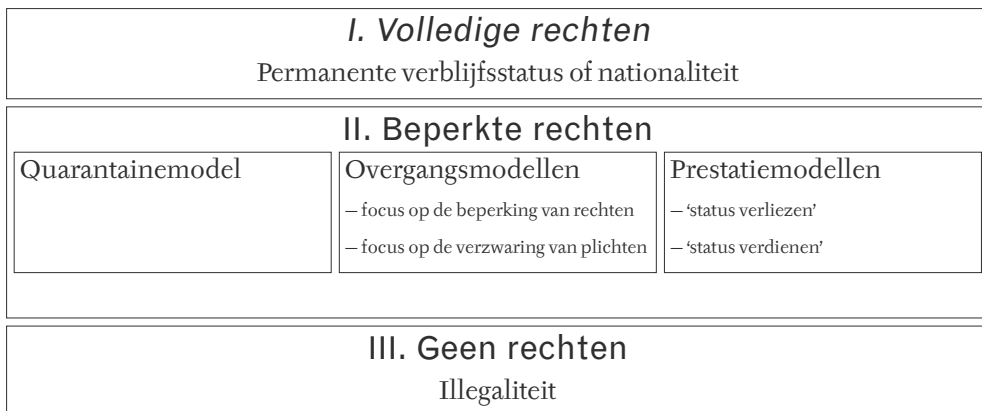 I. Volledige rechten
Permanente verblijfsstatus of nationaliteit
II. Beperkte rechten
Quarantainemodel
Overgangsmodellen
– focus op de beperking van rechten
– focus op de verzwaring van plichten
Prestatiemodellen
– ‘status verliezen’
– ‘status verdienen’
III. Geen rechten
Illegaliteit